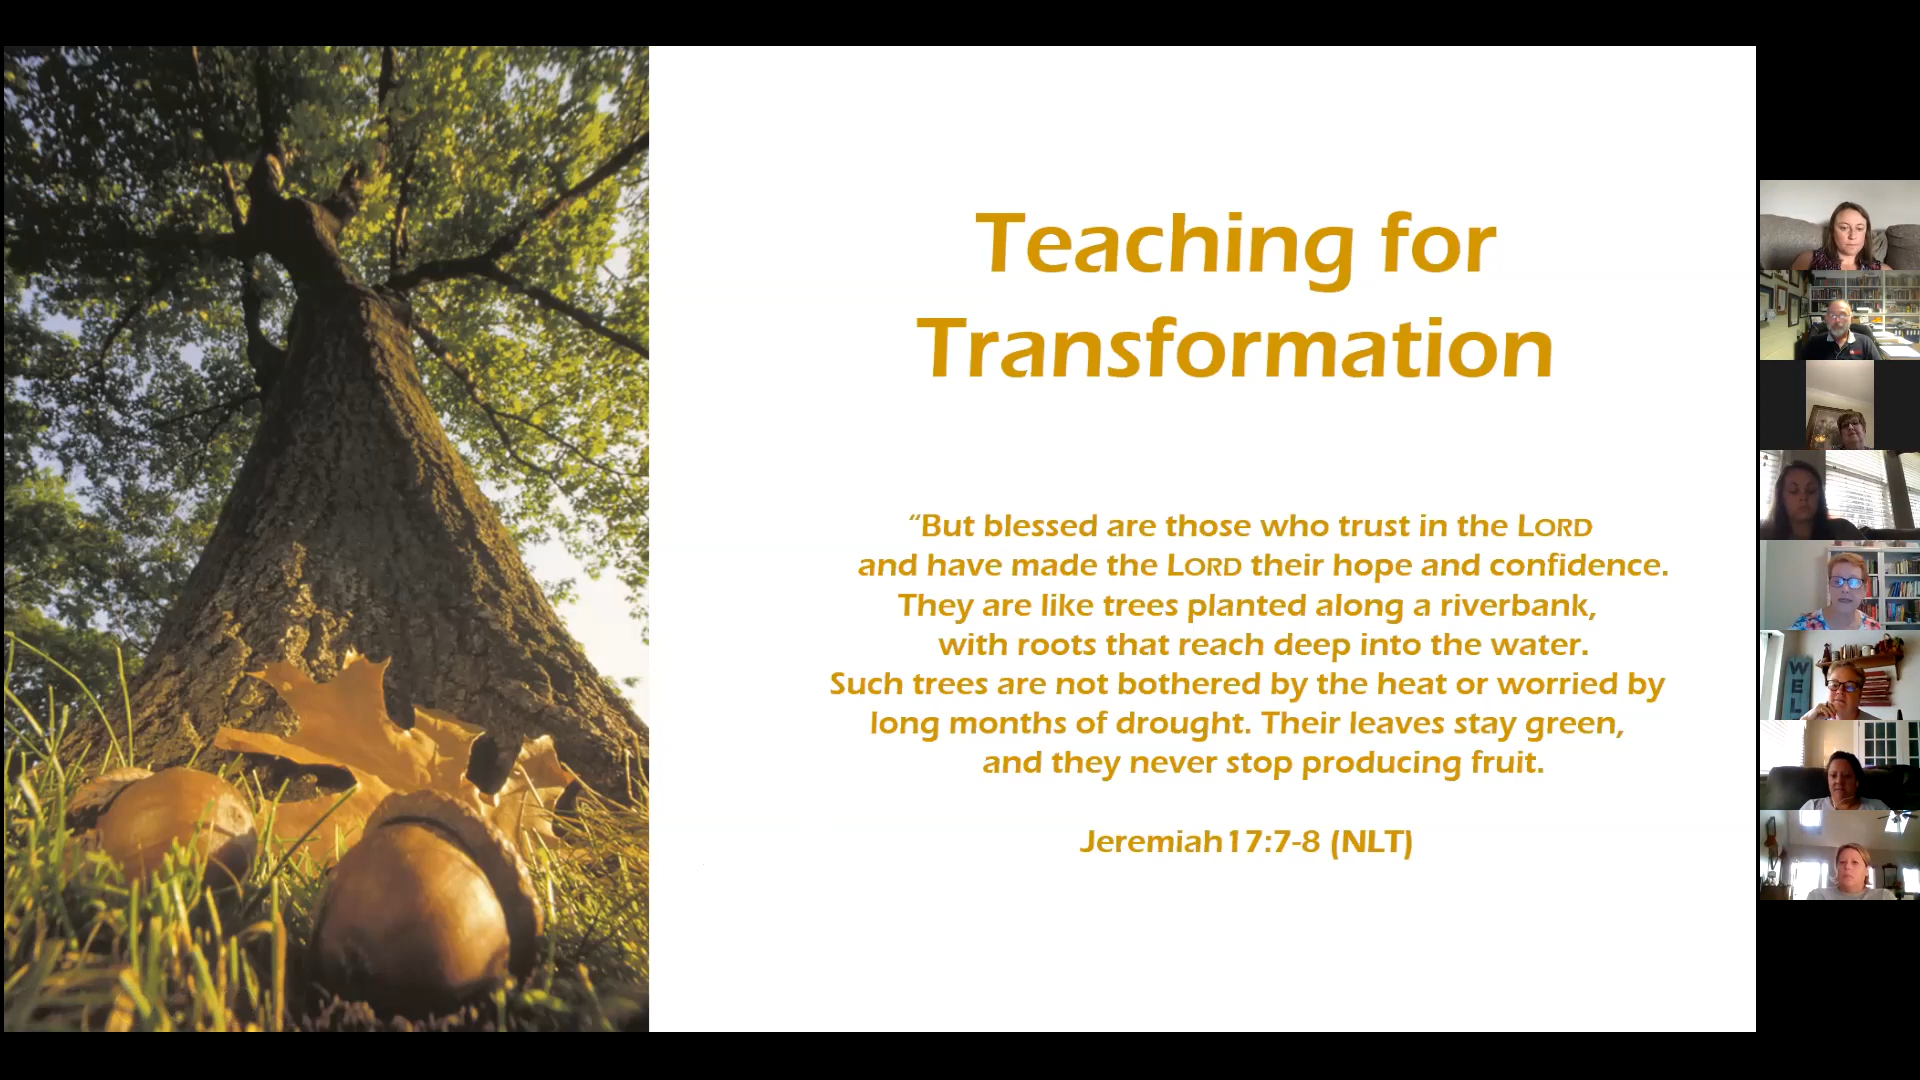 Teaching for
Transformation
“But blessed are those who trust in the LORD
and have made the LORD their hope and confidence.
They are like trees planted along a riverbank,
with roots that reach deep into the water.
Such trees are not bothered by the heat or worried by
long months of drought. Their leaves stay green,
and they never stop producing fruit.
Jeremiah17:7-8 (NLT)
W
E
L